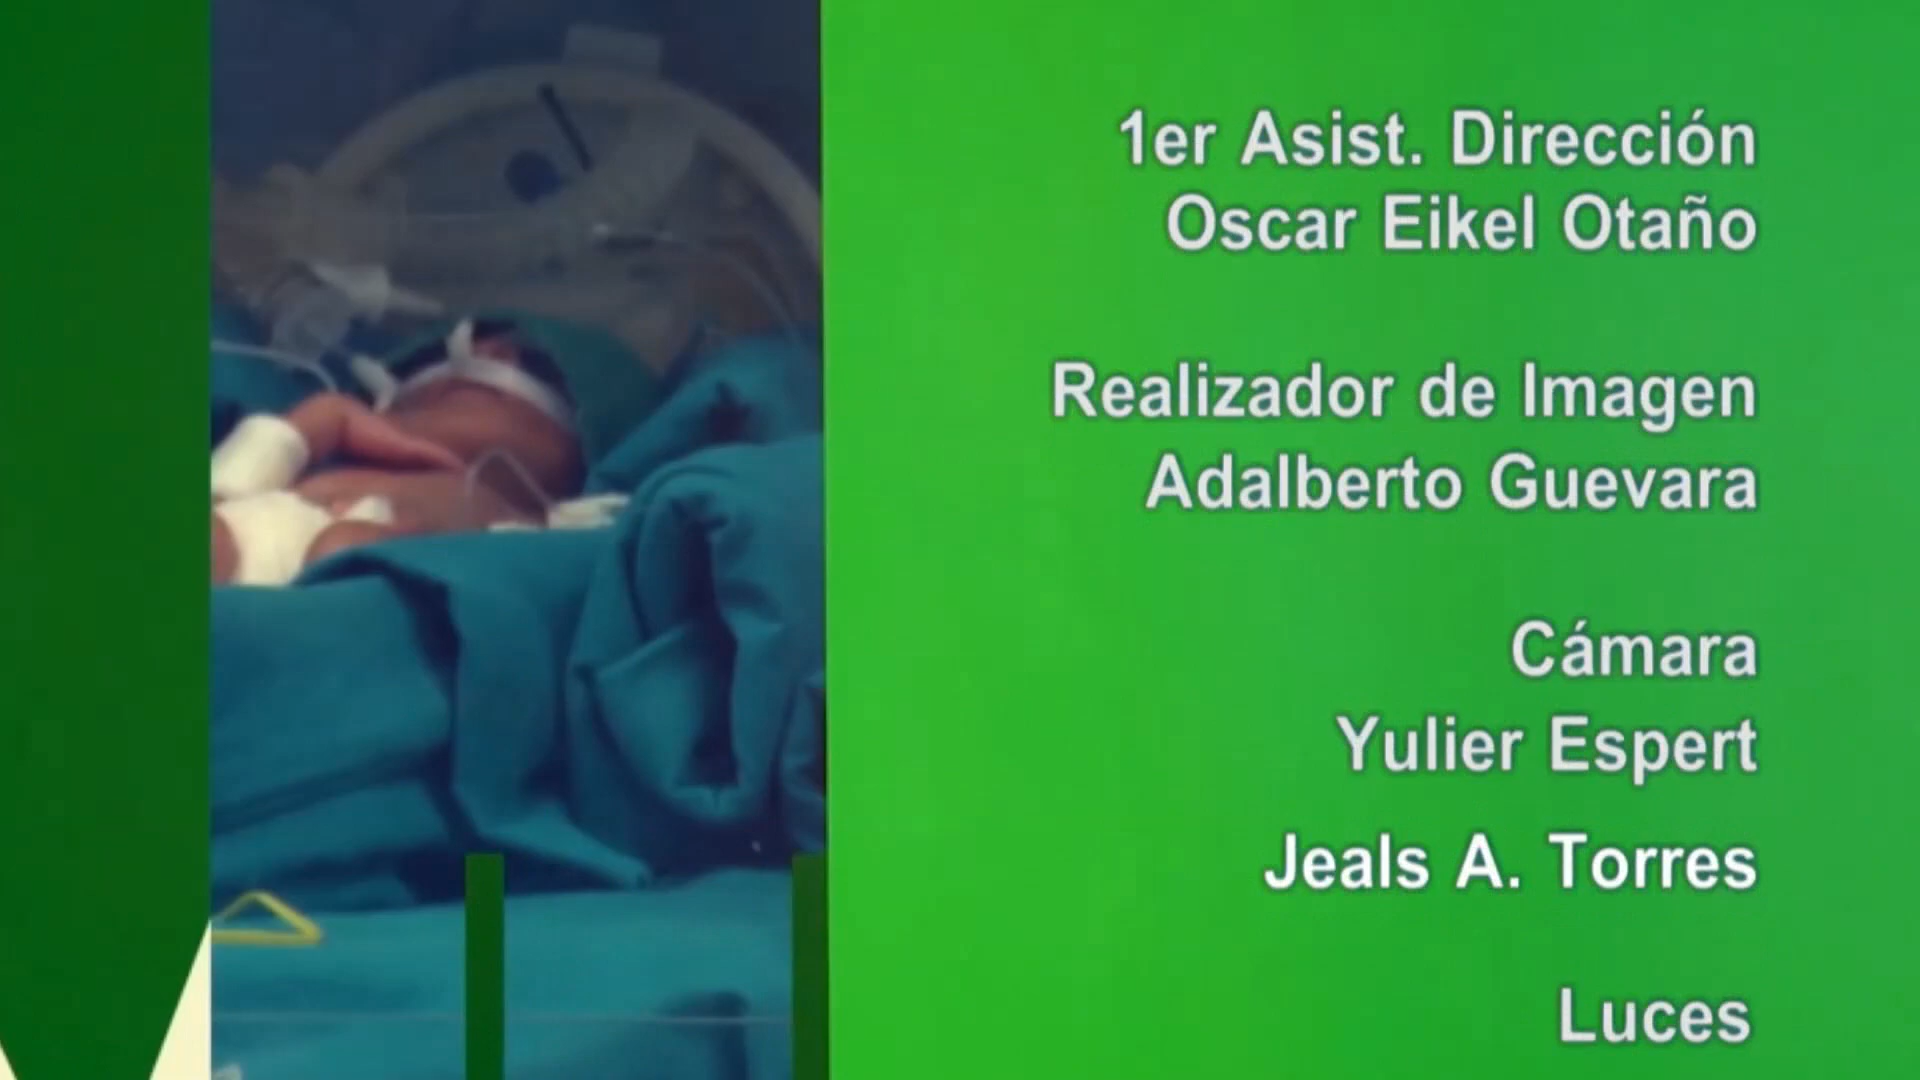 1er Asist. Dirección
Oscar Eikel Otaño
Realizador de Imagen
Adalberto Guevara
Cámara
Yulier Espert
Jeals A. Torres
Luces